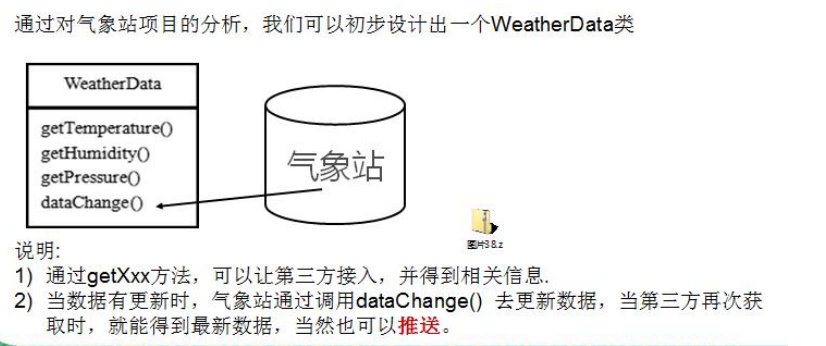 通过对气象站项目的分析，我们可以初步设计出一个WeatherData类
WeatherData
getTemperature()
getHumidity()
getPressure()
dataChange()
气象站
图片38.z
说明:
1) 通过getXxx方法，可以让第三方接入，并得到相关信息.
2) 当数据有更新时，气象站通过调用dataChange() 去更新数据，当第三方再次获
取时，就能得到最新数据，当然也可以推送。